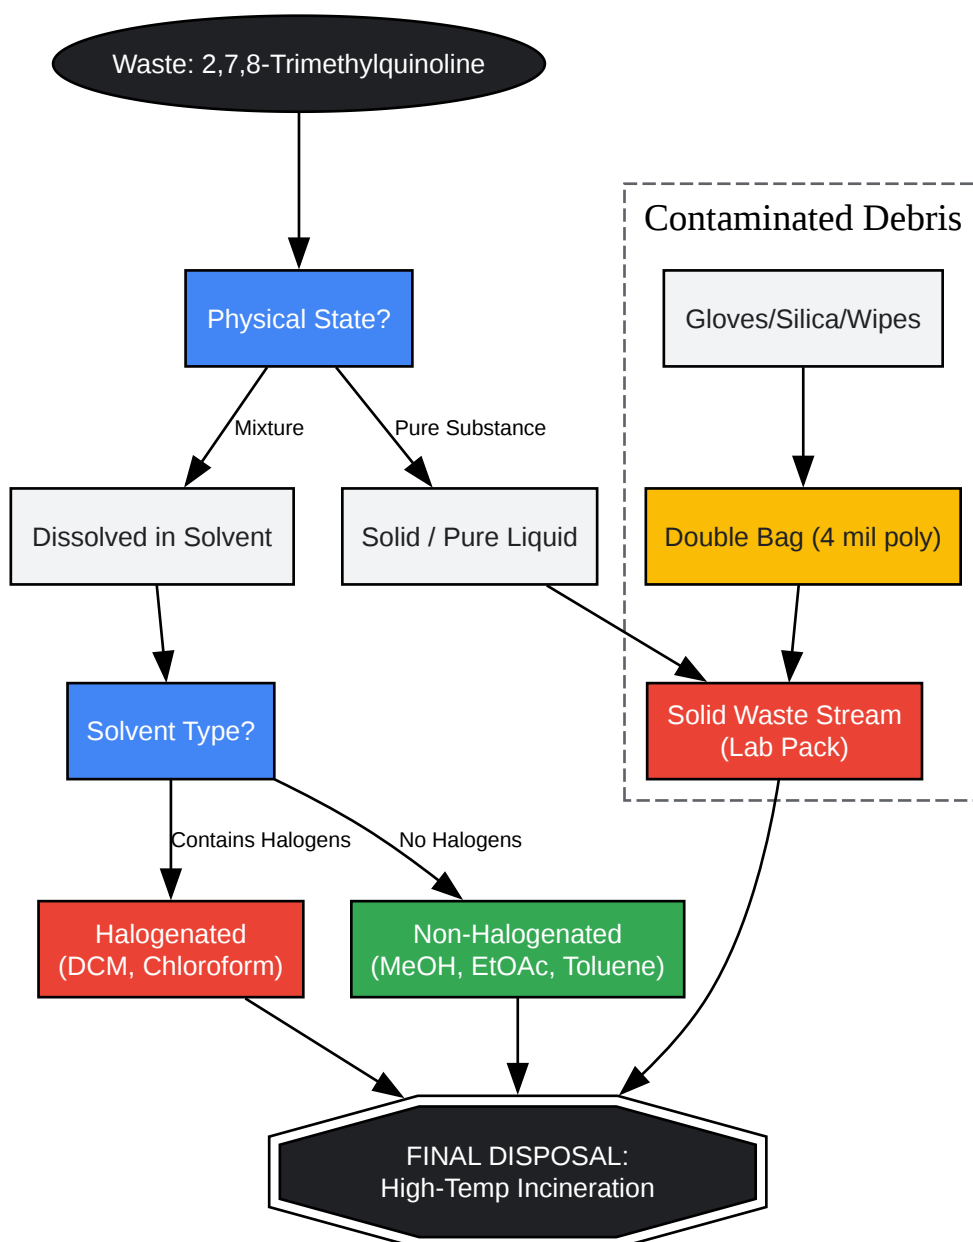 Waste: 2,7,8-Trimethylquinoline
Contaminated Debris
Physical State?
Gloves/Silica/Wipes
Mixture
Pure Substance
Dissolved in Solvent
Solid / Pure Liquid
Double Bag (4 mil poly)
Solvent Type?
Solid Waste Stream
(Lab Pack)
Contains Halogens
No Halogens
Halogenated
(DCM, Chloroform)
Non-Halogenated
(MeOH, EtOAc, Toluene)
FINAL DISPOSAL:
High-Temp Incineration